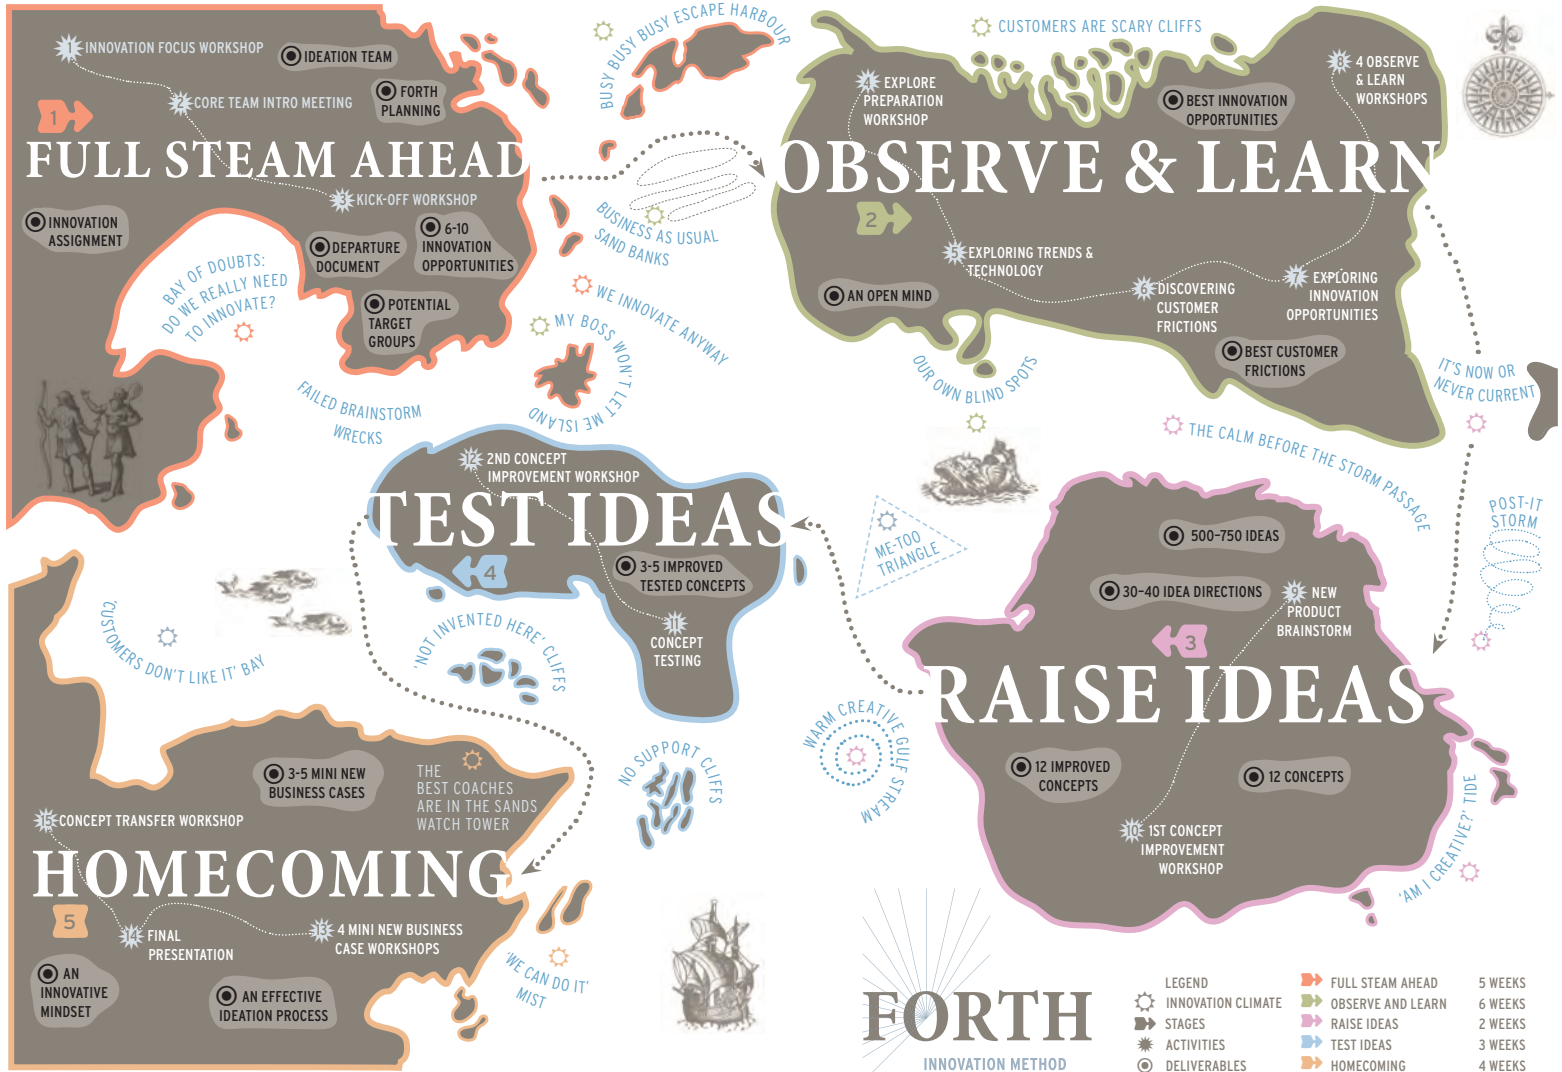 1 INNOVATION FOCUS WORKSHOP
IDEATION TEAM
2 CORE TEAM INTRO MEETING
FORTH
PLANNING
1
FULL STEAM AHEAD
3 KICK-OFF WORKSHOP
INNOVATION
ASSIGNMENT
DEPARTURE
DOCUMENT
6-10
INNOVATION
OPPORTUNITIES
POTENTIAL
TARGET
GROUPS
BAY OF DOUBTS:
DO WE REALLY NEED
TO INNOVATE?
FAILED BRAINSTORM
WRECKS
BUSY BUSY BUSY ESCAPE HARBOUR
BUSINESS AS USUAL
SAND BANKS
WE INNOVATE ANYWAY
MY BOSS WON'T LET ME ISLAND
CUSTOMERS ARE SCARY CLIFFS
4 EXPLORE
PREPARATION
WORKSHOP
BEST INNOVATION
OPPORTUNITIES
8 4 OBSERVE
& LEARN
WORKSHOPS
OBSERVE & LEARN
2
5 EXPLORING TRENDS &
TECHNOLOGY
AN OPEN MIND
6 DISCOVERING
CUSTOMER
FRICTIONS
7 EXPLORING
INNOVATION
OPPORTUNITIES
BEST CUSTOMER
FRICTIONS
OUR OWN BLIND SPOTS
IT'S NOW OR
NEVER CURRENT
THE CALM BEFORE THE STORM PASSAGE
POST-IT
STORM
12 2ND CONCEPT
IMPROVEMENT WORKSHOP
TEST IDEAS
4
3-5 IMPROVED
TESTED CONCEPTS
11
CONCEPT
TESTING
ME-TOO
TRIANGLE
'NOT INVENTED HERE' CLIFFS
NO SUPPORT CLIFFS
500-750 IDEAS
30-40 IDEA DIRECTIONS
9 NEW
PRODUCT
BRAINSTORM
3
RAISE IDEAS
12 IMPROVED
CONCEPTS
12 CONCEPTS
10 1ST CONCEPT
IMPROVEMENT
WORKSHOP
WARM CREATIVE GULF STREAM
'AM I CREATIVE?' TIDE
'CUSTOMERS DON'T LIKE IT' BAY
3-5 MINI NEW
BUSINESS CASES
THE
BEST COACHES
ARE IN THE SANDS
WATCH TOWER
15 CONCEPT TRANSFER WORKSHOP
HOMECOMING
5
14 FINAL
PRESENTATION
13 4 MINI NEW BUSINESS
CASE WORKSHOPS
AN
INNOVATIVE
MINDSET
AN EFFECTIVE
IDEATION PROCESS
'WE CAN DO IT'
MIST
FORTH
INNOVATION METHOD
LEGEND
INNOVATION CLIMATE
STAGES
ACTIVITIES
DELIVERABLES
FULL STEAM AHEAD 5 WEEKS
OBSERVE AND LEARN 6 WEEKS
RAISE IDEAS 2 WEEKS
TEST IDEAS 3 WEEKS
HOMECOMING 4 WEEKS